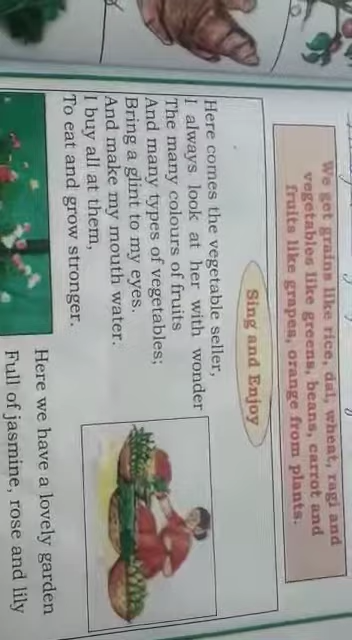 We get grains like rice, dal, wheat, ragi and
vegetables like greens, beans, carrot and
fruits like grapes, orange from plants.
Sing and Enjoy
Here comes the vegetable seller,
I always look at her with wonder
The many colours of fruits
And many types of vegetables;
Bring a glint to my eyes.
And make my mouth water.
I buy all at them,
To eat and grow stronger.
Here we have a lovely garden
Full of jasmine, rose and lily